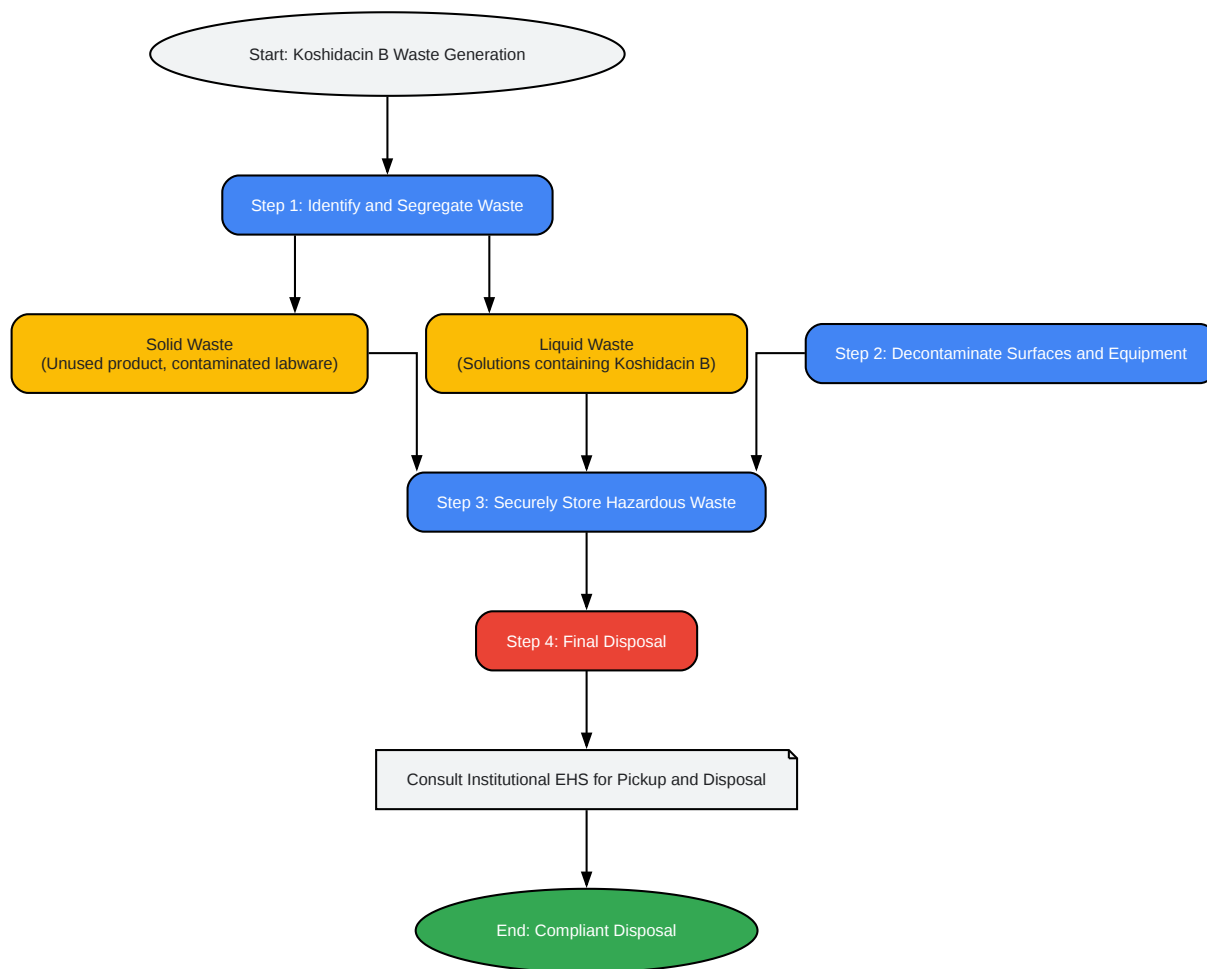 Start: Koshidacin B Waste Generation
Step 1: Identify and Segregate Waste
Solid Waste
(Unused product, contaminated labware)
Liquid Waste
(Solutions containing Koshidacin B)
Step 2: Decontaminate Surfaces and Equipment
Step 3: Securely Store Hazardous Waste
Step 4: Final Disposal
Consult Institutional EHS for Pickup and Disposal
End: Compliant Disposal